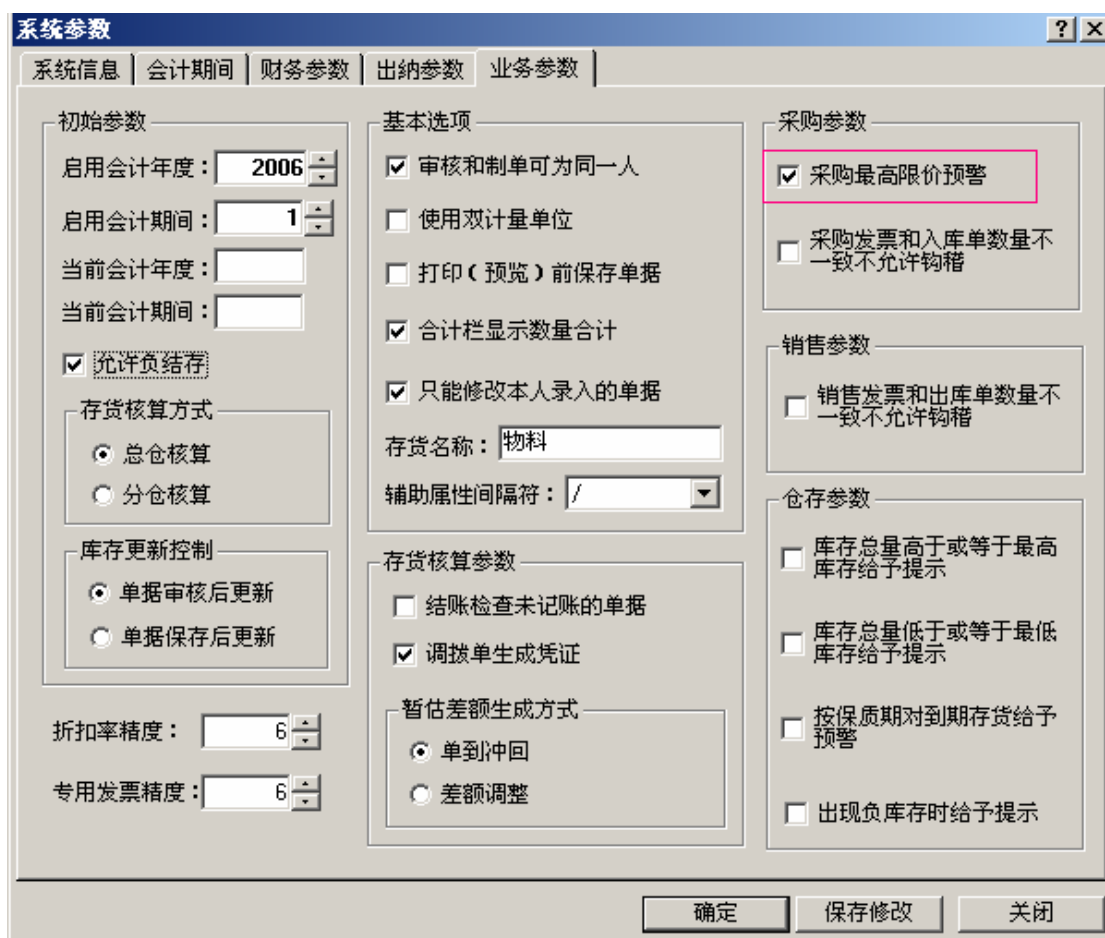 系统参数
系统信息 会计期间 财务参数 出纳参数 业务参数
初始参数
启用会计年度： 2006
启用会计期间： 1
当前会计年度：
当前会计期间：
允许负结存
存货核算方式
总仓核算
分仓核算
库存更新控制
单据审核后更新
单据保存后更新
折扣率精度： 6
专用发票精度： 6
基本选项
审核和制单可为同一人
使用双计量单位
打印（预览）前保存单据
合计栏显示数量合计
只能修改本人录入的单据
存货名称： 物料
辅助属性间隔符： /
存货核算参数
结账检查未记账的单据
调拨单生成凭证
暂估差额生成方式
单到冲回
差额调整
采购参数
采购最高限价预警
采购发票和入库单数量不
一致不允许钩稽
销售参数
销售发票和出库单数量不
一致不允许钩稽
仓存参数
库存总量高于或等于最高
库存给予提示
库存总量低于或等于最低
库存给予提示
按保质期对到期存货给予
预警
出现负库存时给予提示
确定 保存修改 关闭